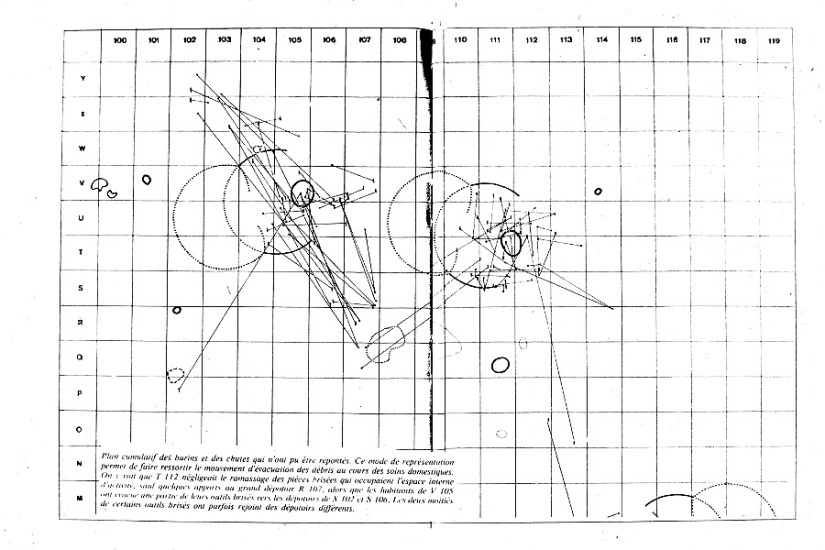 100 101 102 103 104 105 106 107 108 110 111 112 113 114 115 116 117 118 119
Y
E
W
V
U
T
S
R
Q
P
O
N
M
Plan cumulatif des burins et des chutes qui n'ont pu être reportés. Ce mode de représentation
permet de faire ressortir le mouvement d'évacuation des débris au cours des soins domestiques.
On y voit que T 112 négligeait le ramassage des pièces brisées qui occupaient l'espace interne
d'activité, sauf quelques apports au grand dépotoir R 107, alors que les habitants de V 105
ont évacué une partie de leurs outils brisés vers les dépotoirs de X 102 et S 106. Les deux moitiés
de certains outils brisés ont parfois rejoint des dépotoirs différents.